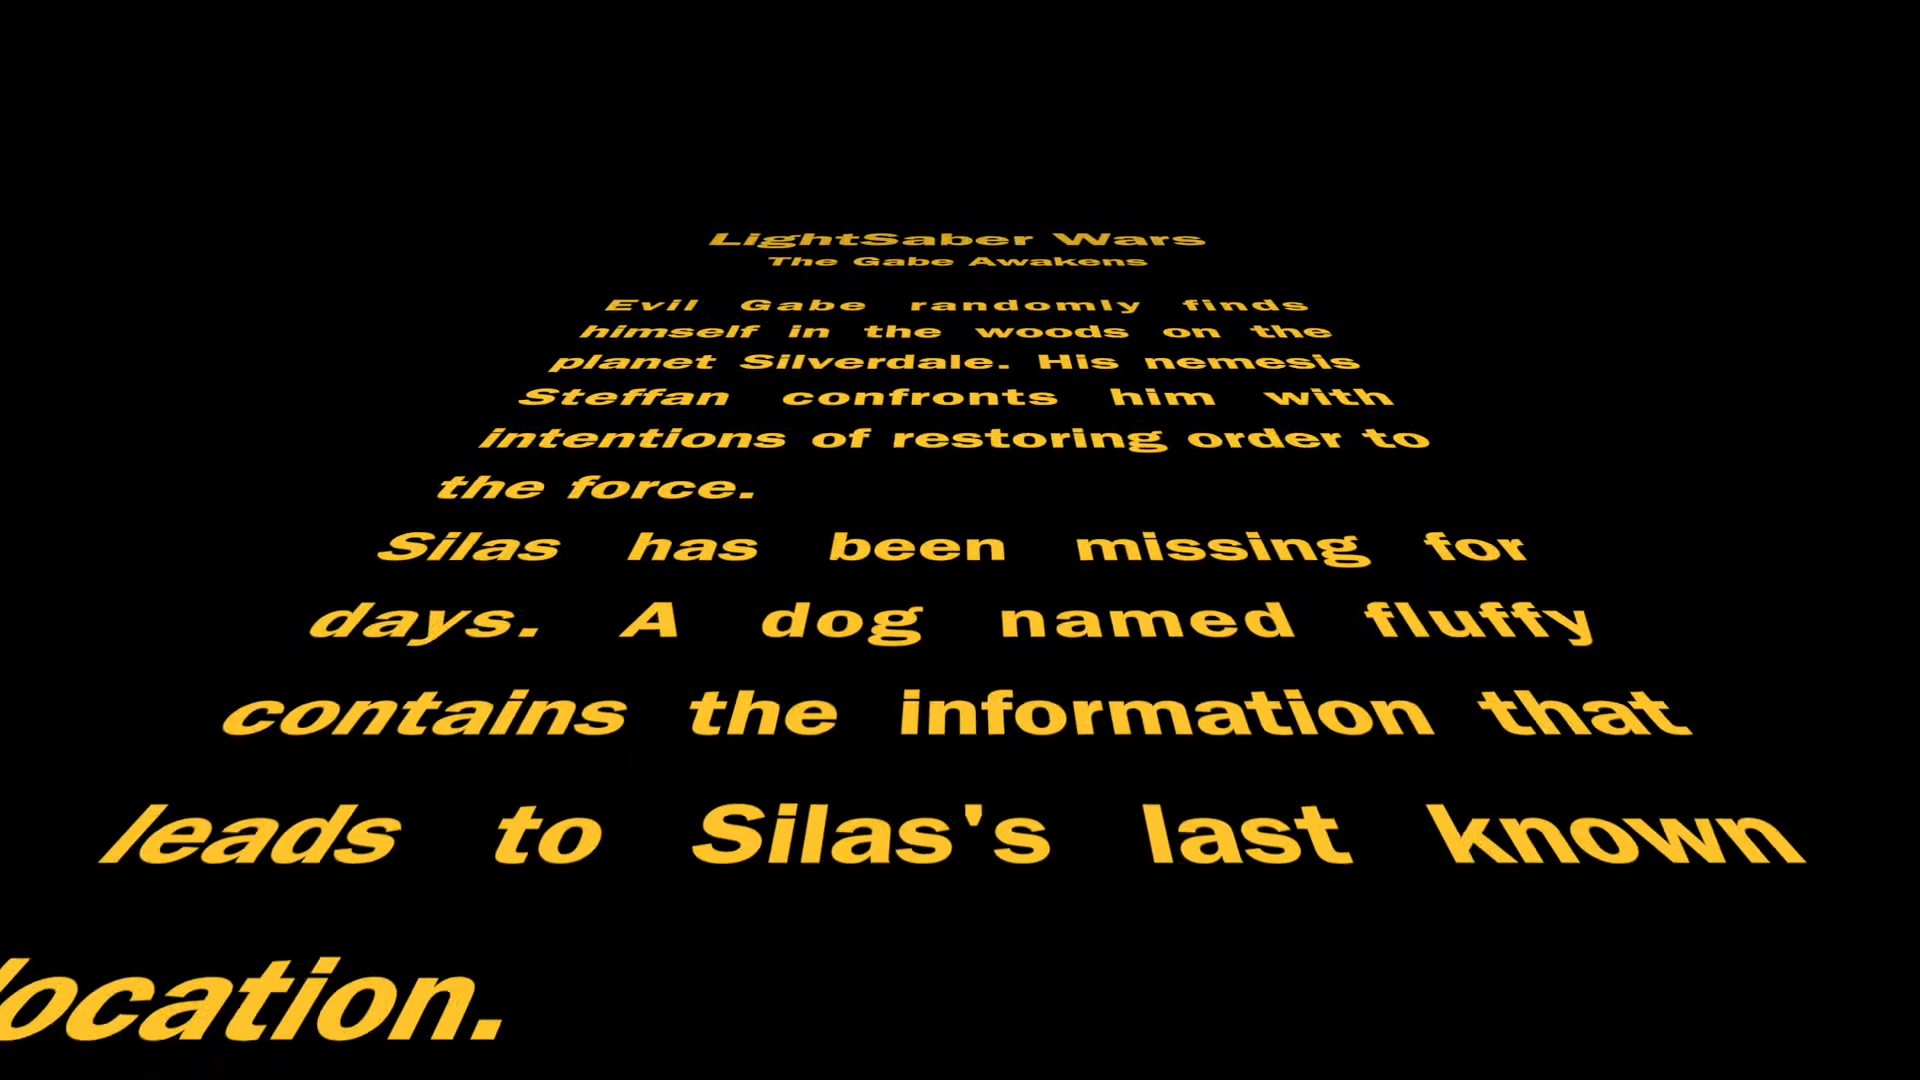 LightSaber Wars
The Gabe Awakens
Evil Gabe randomly finds
himself in the woods on the
planet Silverdale. His nemesis
Steffan confronts him with
intentions of restoring order to
the force.
Silas has been missing for
days. A dog named fluffy
contains the information that
leads to Silas's last known
location.